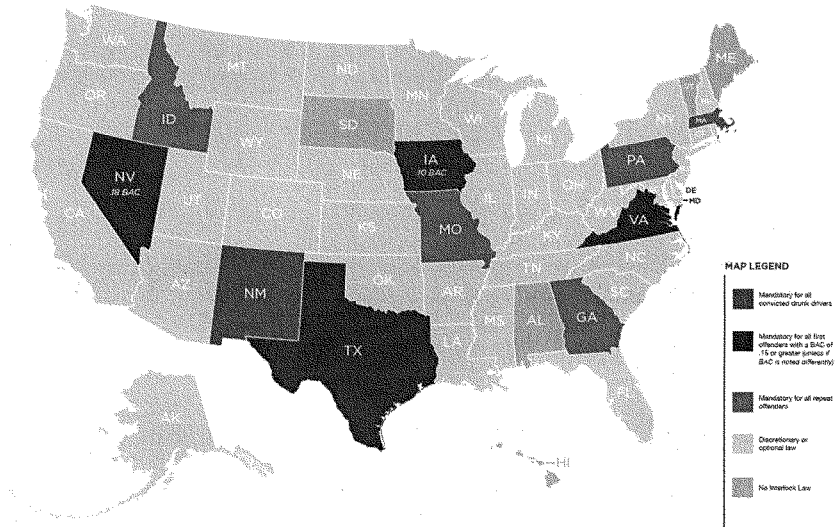 WA
MT
ND
MN
ME
OR
ID
SD
WI
MI
NY
MA
WY
IA
10 BAC
PA
NV
18 BAC
NE
IL
IN
OH
DE
MD
CA
UT
CO
KS
MO
KY
WV
VA
AZ
NM
OK
AR
TN
NC
SC
TX
LA
MS
AL
GA
FL
AK
HI
MAP LEGEND
Mandatory for all
convicted drunk drivers
Mandatory for all first
offenders with a BAC of
.15 or greater (unless if
BAC is noted differently)
Mandatory for all repeat
offenders
Discretionary or
optional law
No Interlock Law